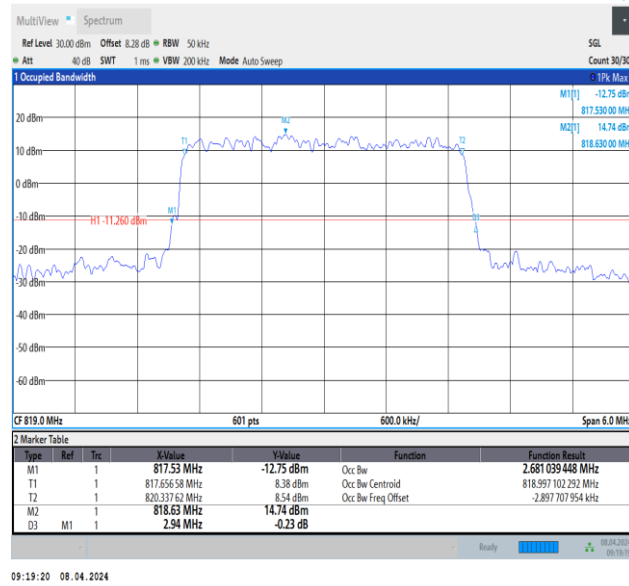 MultiView Spectrum
Ref Level 30.00 dBm Offset 8.28 dB RBW 50 kHz SGL
Att 40 dB SWT 1 ms VBW 200 kHz Mode Auto Sweep Count 30/30
1 Occupied Bandwidth 1Pk Max
M1[1] -12.75 dBm
817.53000 MHz
M2[1] 14.74 dBm
818.63000 MHz
20 dBm
M2
T1 T2
10 dBm
0 dBm
-10 dBm
M1
H1 -11.260 dBm
-20 dBm
-30 dBm
-40 dBm
-50 dBm
-60 dBm
CF 819.0 MHz 601 pts 600.0 kHz/ Span 6.0 MHz
2 Marker Table
Type Ref Trc X-Value Y-Value Function Function Result
M1 1 817.53 MHz -12.75 dBm Occ Bw 2.681 039 448 MHz
T1 1 817.656 58 MHz 8.38 dBm Occ Bw Centroid 818.997 102 292 MHz
T2 1 820.337 62 MHz 8.54 dBm Occ Bw Freq Offset -2.897 707 954 kHz
M2 1 818.63 MHz 14.74 dBm
D3 M1 1 2.94 MHz -0.23 dB
Ready 08.04.2024
09:19:19
09:19:20 08.04.2024